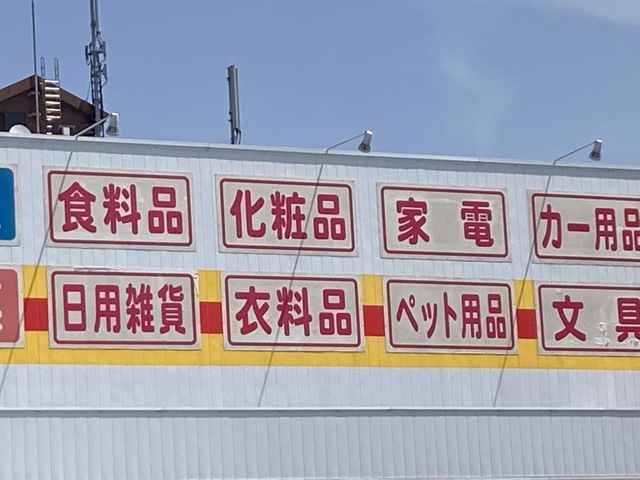 食料品
化粧品
家電
カー用品
日用雑貨
衣料品
ペット用品
文具